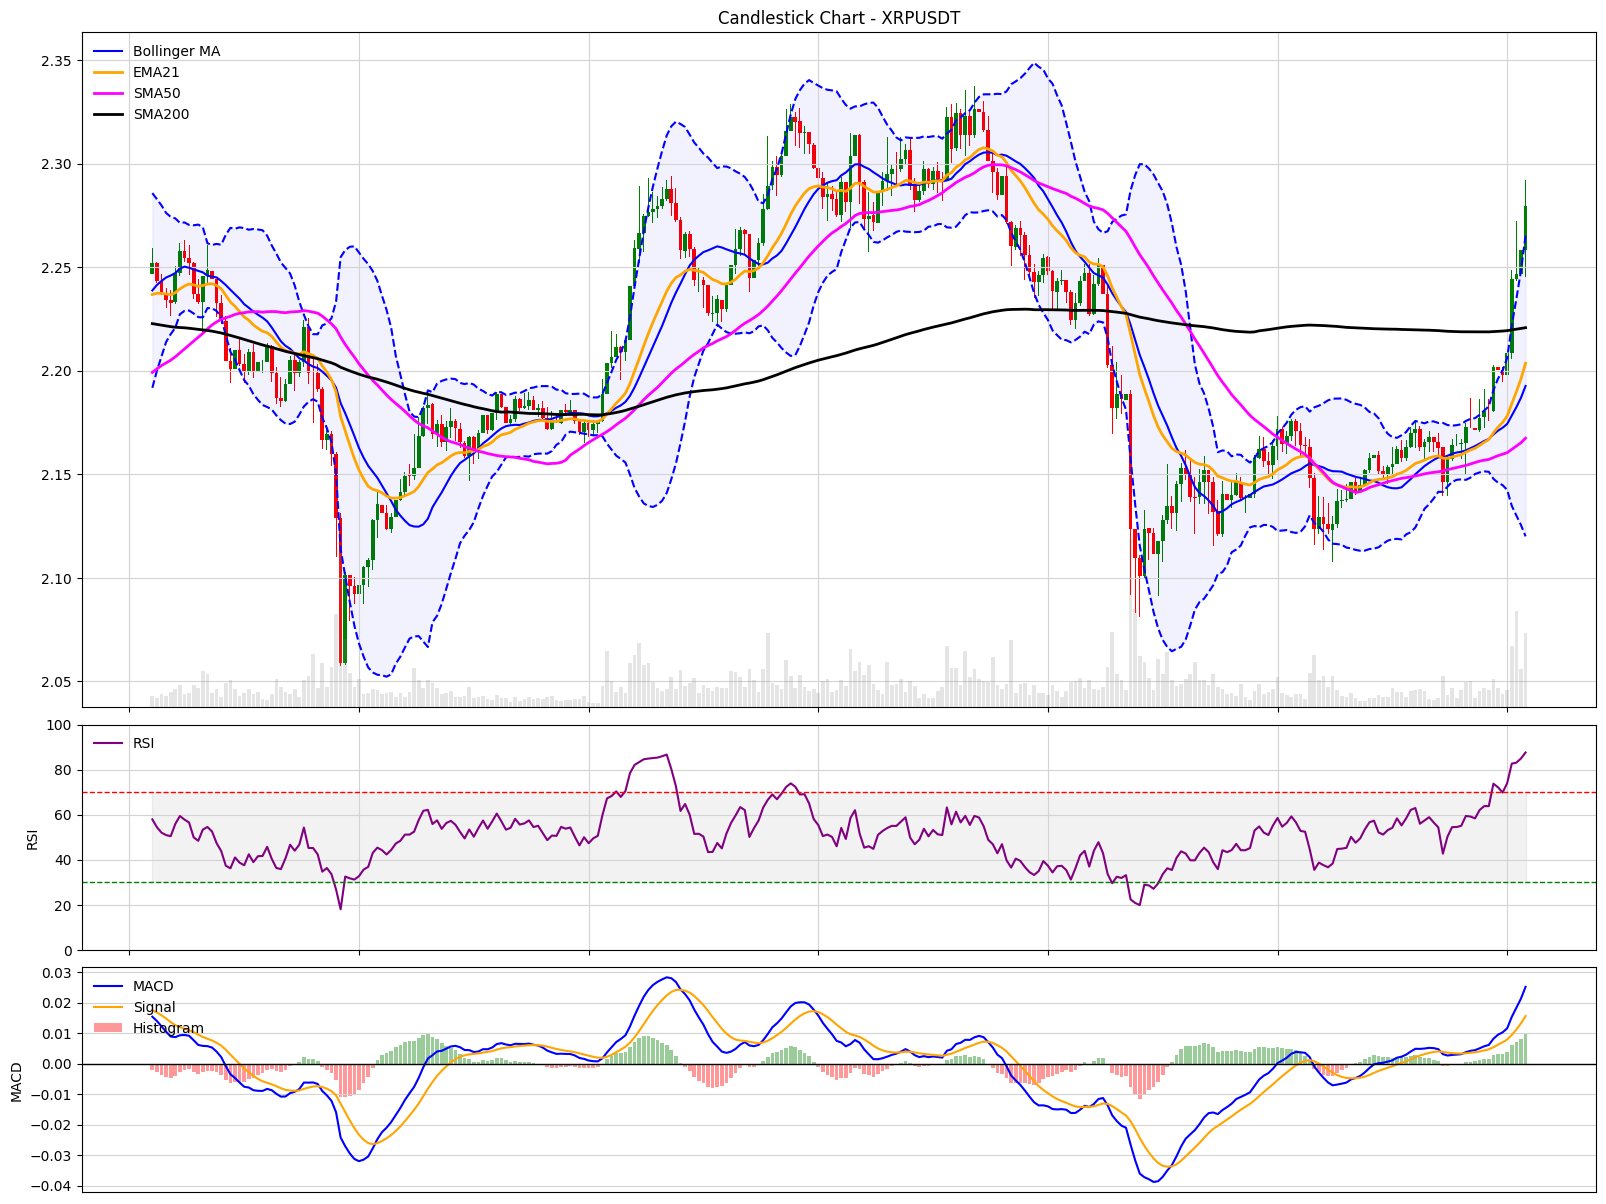 Candlestick Chart - XRPUSDT
Bollinger MA
EMA21
SMA50
SMA200
2.35
2.30
2.25
2.20
2.15
2.10
2.05
RSI
RSI
100
80
60
40
20
0
MACD
MACD
Signal
Histogram
0.03
0.02
0.01
0.00
−0.01
−0.02
−0.03
−0.04